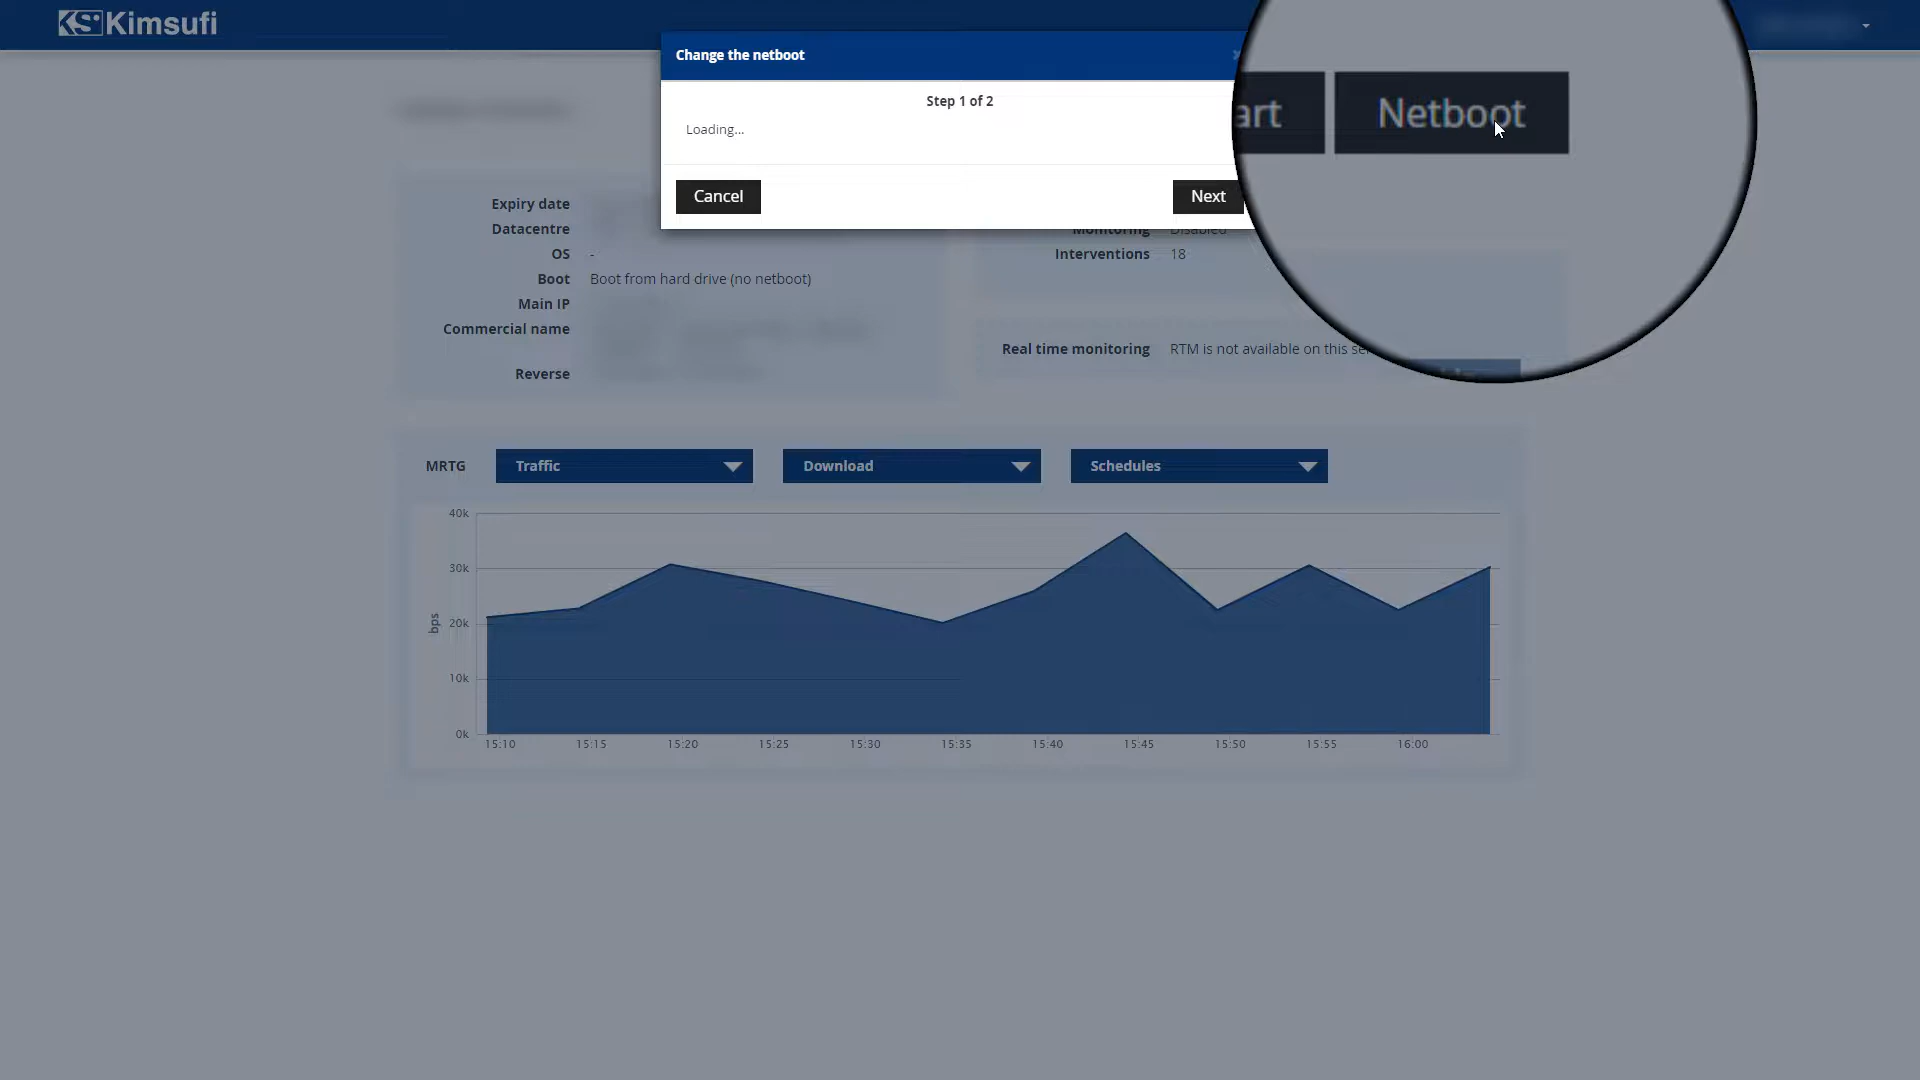 KS Kimsufi
Change the netboot
Step 1 of 2
Loading...
Cancel
Next
art
Netboot
Expiry date
Datacentre
OS -
Boot Boot from hard drive (no netboot)
Main IP
Commercial name
Reverse
Monitoring Disabled
Interventions 18
Real time monitoring RTM is not available on this se
MRTG Traffic Download Schedules
40k
30k
20k
10k
0k
bps
15:10 15:15 15:20 15:25 15:30 15:35 15:40 15:45 15:50 15:55 16:00